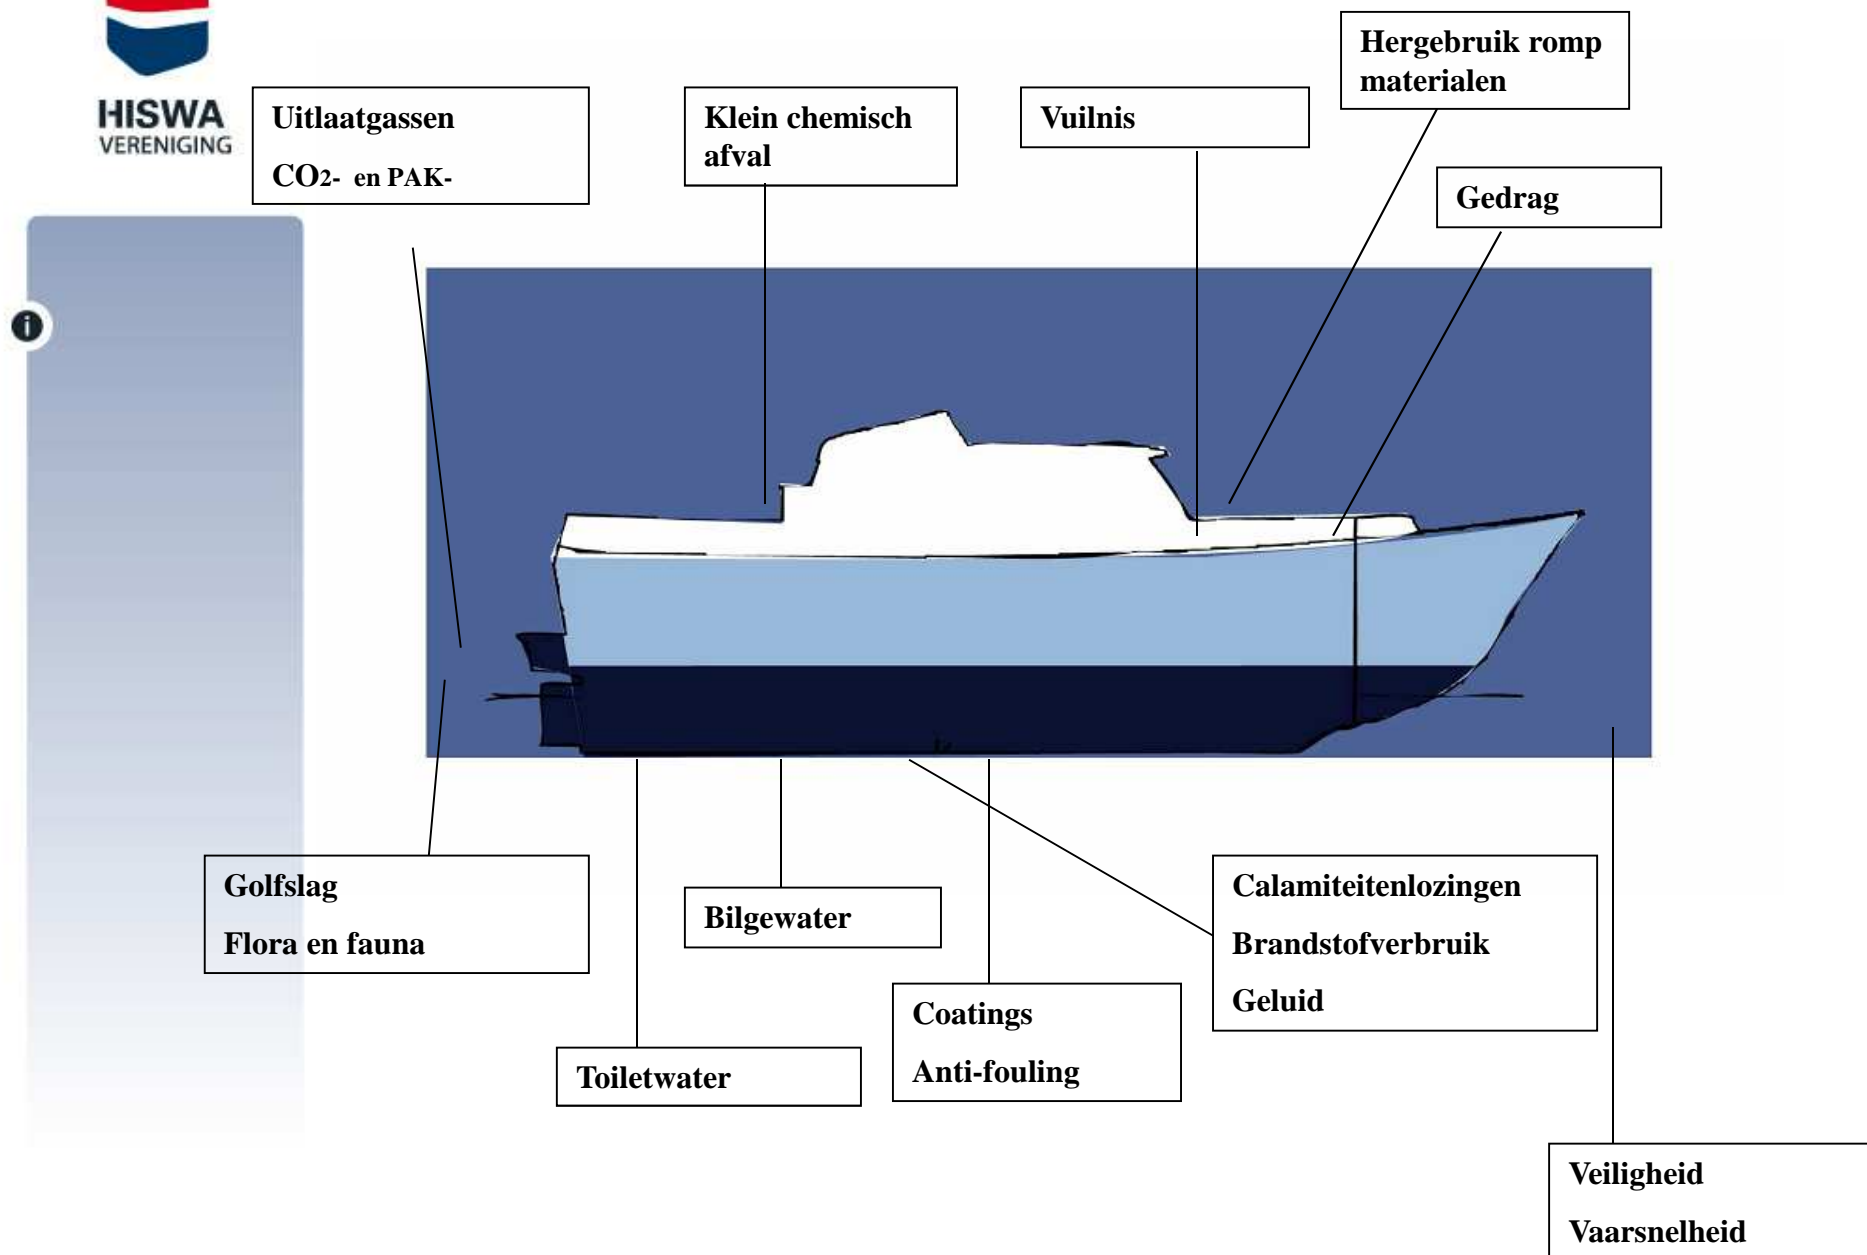 HISWA
VERENIGING
Uitlaatgassen
CO2- en PAK-
Klein chemisch
afval
Vuilnis
Hergebruik romp
materialen
Gedrag
i
Golfslag
Flora en fauna
Bilgewater
Calamiteitenlozingen
Brandstofverbruik
Geluid
Coatings
Anti-fouling
Toiletwater
Veiligheid
Vaarsnelheid